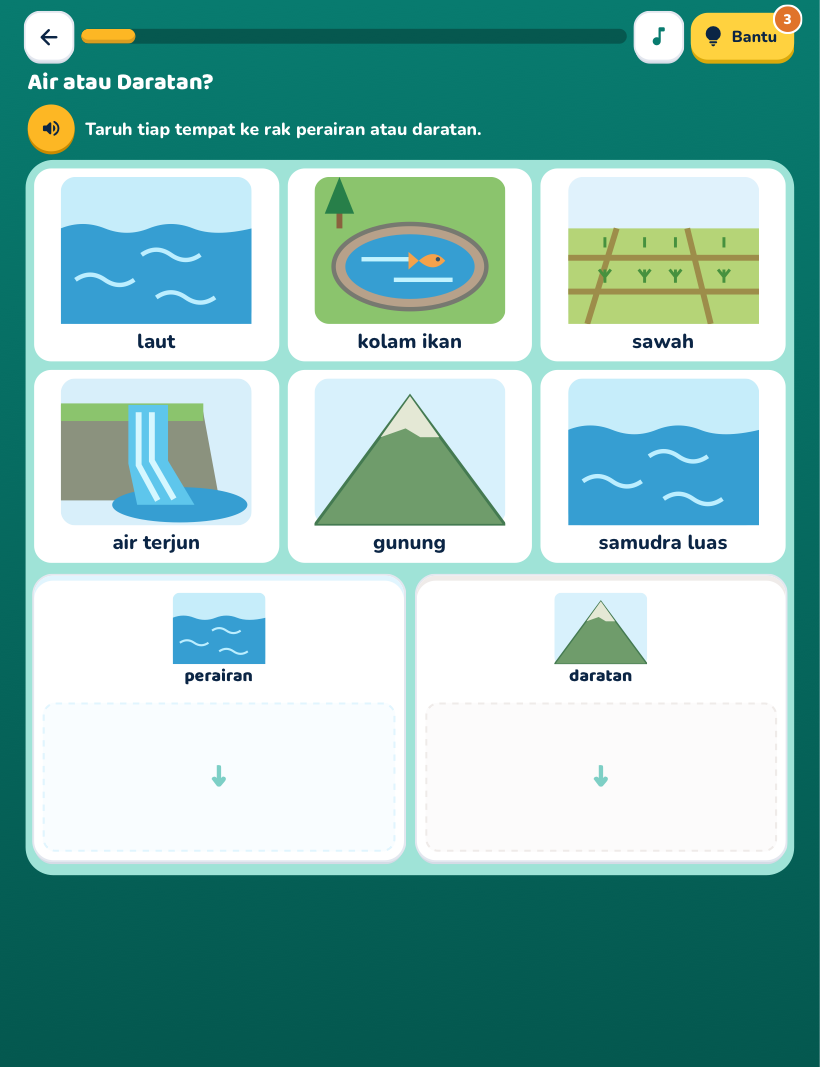 3
Bantu
Air atau Daratan?
Taruh tiap tempat ke rak perairan atau daratan.
laut
kolam ikan
sawah
air terjun
gunung
samudra luas
perairan
daratan